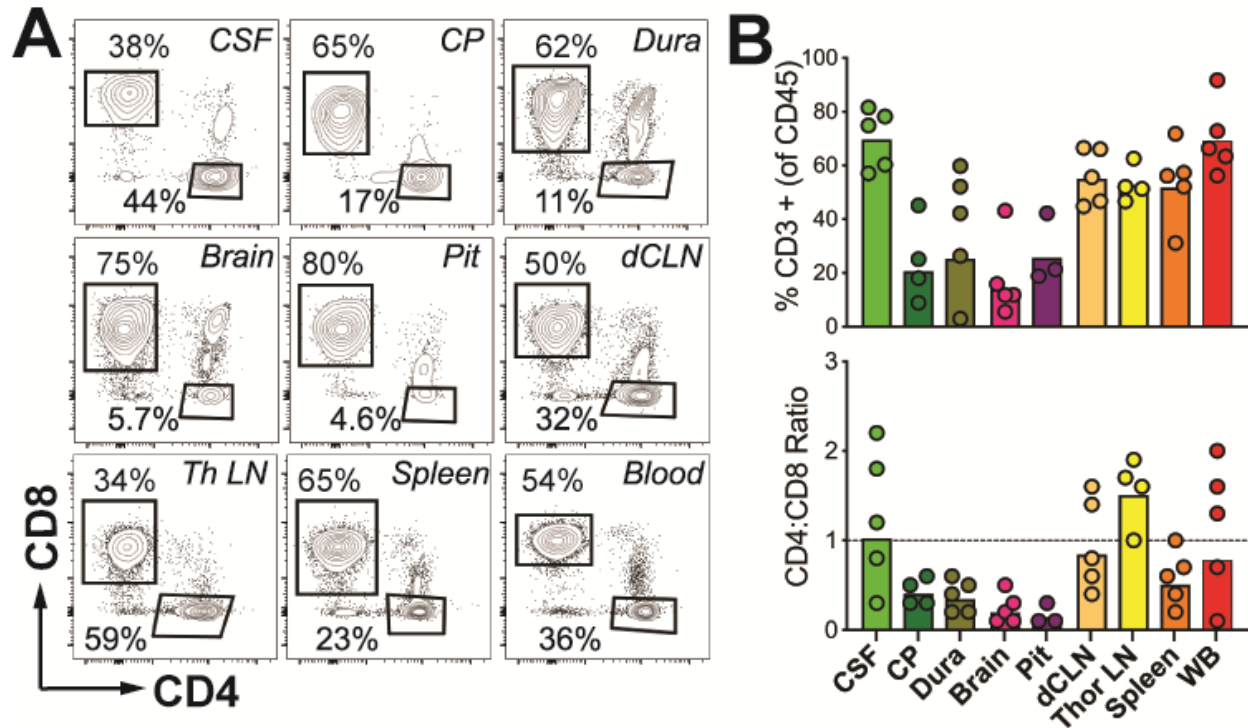 A
38%
CSF
44%
65%
CP
17%
62%
Dura
11%
75%
Brain
5.7%
80%
Pit
4.6%
50%
dCLN
32%
34%
Th LN
59%
65%
Spleen
23%
54%
Blood
36%
CD8
CD4
B
% CD3 + (of CD45)
100
80
60
40
20
0
CD4:CD8 Ratio
3
2
1
0
CSF
CP
Dura
Brain
Pit
dCLN
Thor LN
Spleen
WB